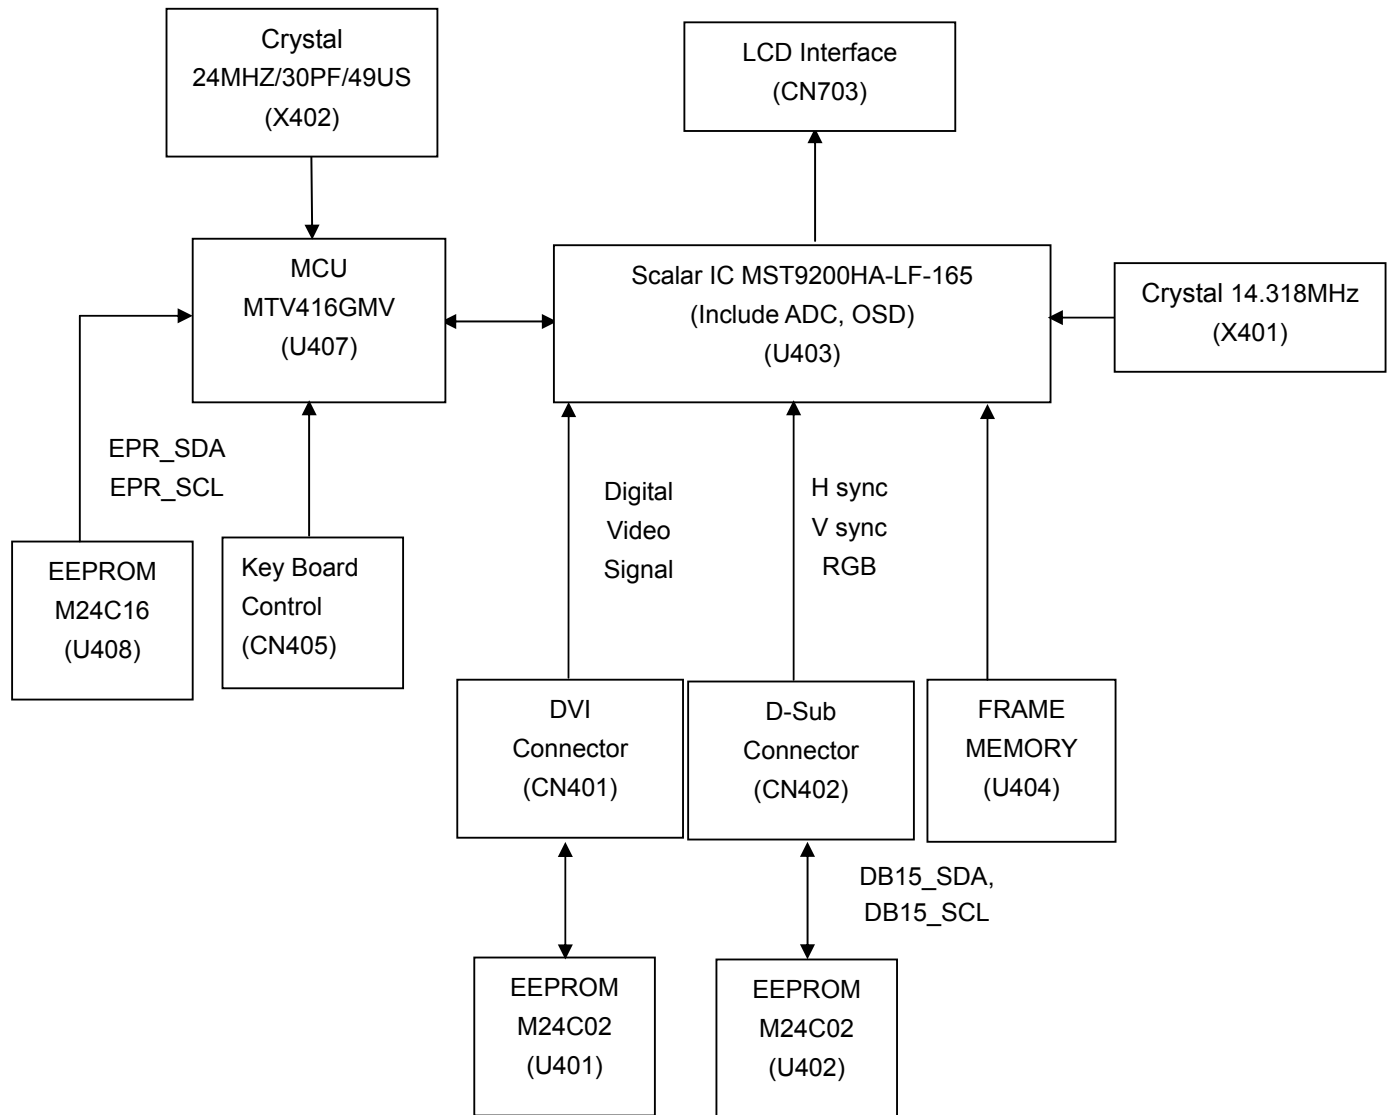 Crystal
24MHZ/30PF/49US
(X402)
LCD Interface
(CN703)
MCU
MTV416GMV
(U407)
Scalar IC MST9200HA-LF-165
(Include ADC, OSD)
(U403)
Crystal 14.318MHz
(X401)
EPR_SDA
EPR_SCL
Digital
Video
Signal
H sync
V sync
RGB
EEPROM
M24C16
(U408)
Key Board
Control
(CN405)
DVI
Connector
(CN401)
D-Sub
Connector
(CN402)
FRAME
MEMORY
(U404)
DB15_SDA,
DB15_SCL
EEPROM
M24C02
(U401)
EEPROM
M24C02
(U402)